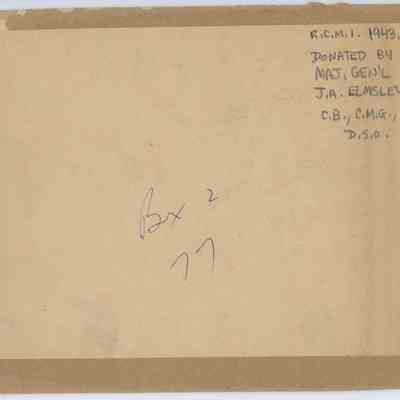 R.C.M.I. 1943.
DONATED BY
MAJ. GEN'L
J.A. ELMSLEY
C.B., C.M.G.,
D.S.O.
Box 2
77